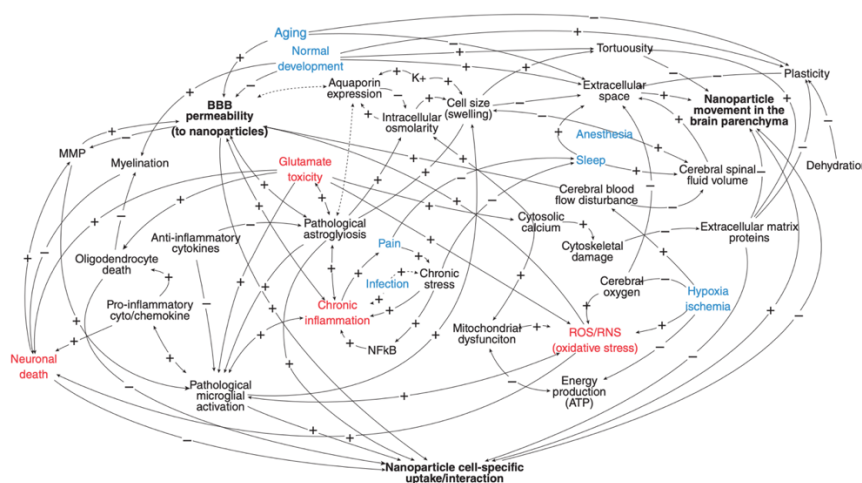 Aging
Normal
development
Tortuousity
K+
Plasticity
Aquaporin
expression
Extracellular
space
BBB
permeability
(to nanoparticles)
Cell size
(swelling)
Nanoparticle
movement in the
brain parenchyma
Intracellular
osmolarity
Anesthesia
MMP
Myelination
Sleep
Dehydration
Glutamate
toxicity
Cerebral spinal
fluid volume
Cerebral blood
flow disturbance
Pathological
astroglyiosis
Cytosolic
calcium
Extracellular matrix
proteins
Anti-inflammatory
cytokines
Pain
Cytoskeletal
damage
Oligodendrocyte
death
Chronic
stress
Infection
Cerebral
oxygen
Hypoxia
ischemia
Pro-inflammatory
cyto/chemokine
Chronic
inflammation
Mitochondrial
dysfunciton
ROS/RNS
(oxidative stress)
NFkB
Neuronal
death
Pathological
microglial
activation
Energy
production
(ATP)
Nanoparticle cell-specific
uptake/interaction